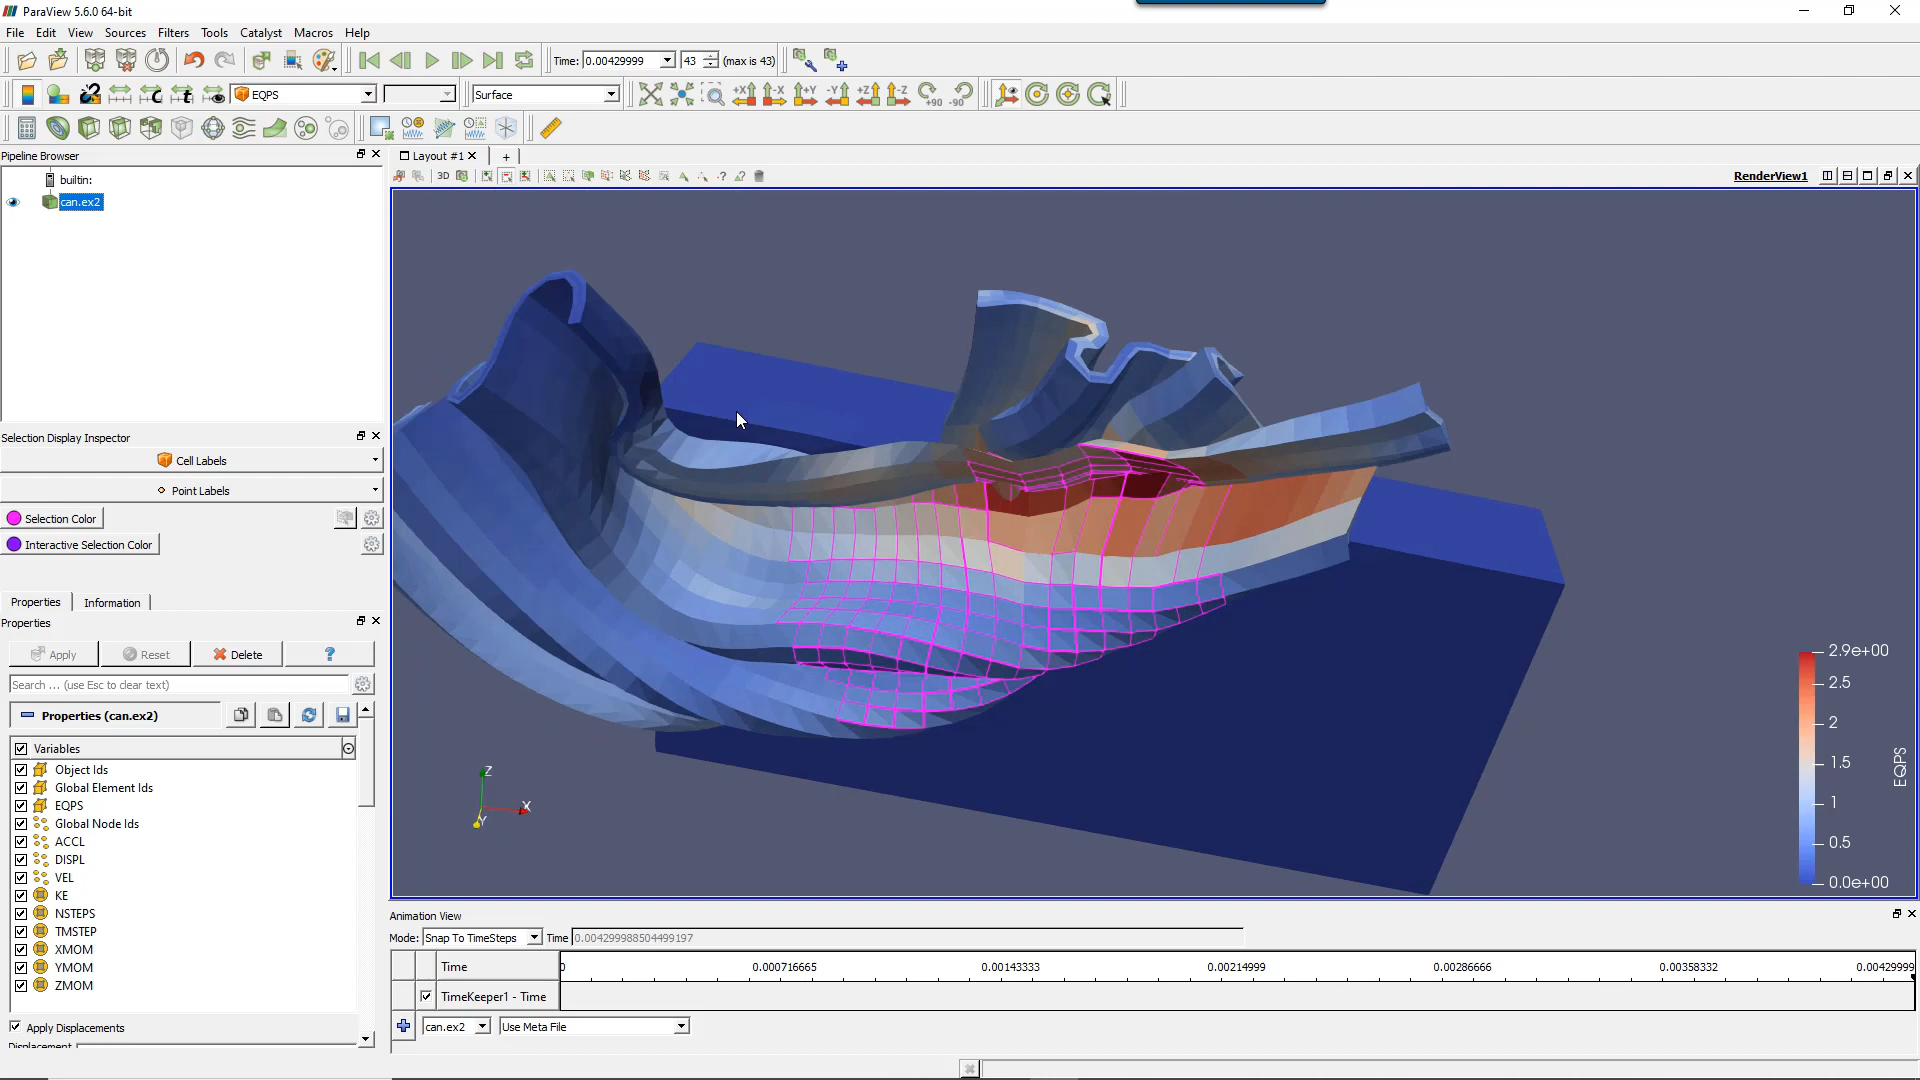 ParaView 5.6.0 64-bit
File Edit View Sources Filters Tools Catalyst Macros Help
Time: 0.00429999 43 (max is 43)
EQPS Surface +X -X +Y -Y +Z -Z +90 -90
Pipeline Browser
Layout #1 +
builtin:
3D
RenderView1
can.ex2
Selection Display Inspector
Cell Labels
Point Labels
Selection Color
Interactive Selection Color
Properties Information
Properties
Apply Reset Delete ?
Search ... (use Esc to clear text)
Properties (can.ex2)
Variables
Object Ids
Global Element Ids
EQPS
Global Node Ids
ACCL
DISPL
VEL
KE
NSTEPS
TMSTEP
XMOM
YMOM
ZMOM
Apply Displacements
Displacement
Z
X
Y
2.9e+00
2.5
2
1.5
1
0.5
0.0e+00
EQPS
Animation View
Mode: Snap To TimeSteps Time 0.004299988504499197
Time 0 0.000716665 0.00143333 0.00214999 0.00286666 0.00358332 0.00429999
TimeKeeper1 - Time
can.ex2 Use Meta File